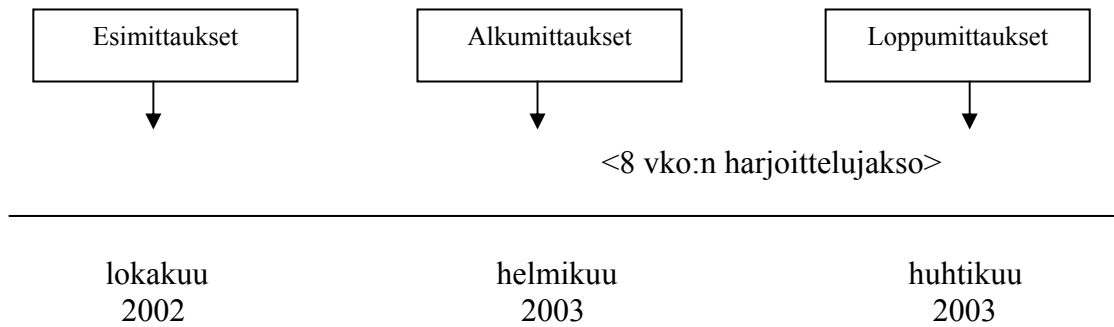 Esimittaukset
Alkumittaukset
Loppumittaukset
<8 vko:n harjoittelujakso>
lokakuu
2002
helmikuu
2003
huhtikuu
2003